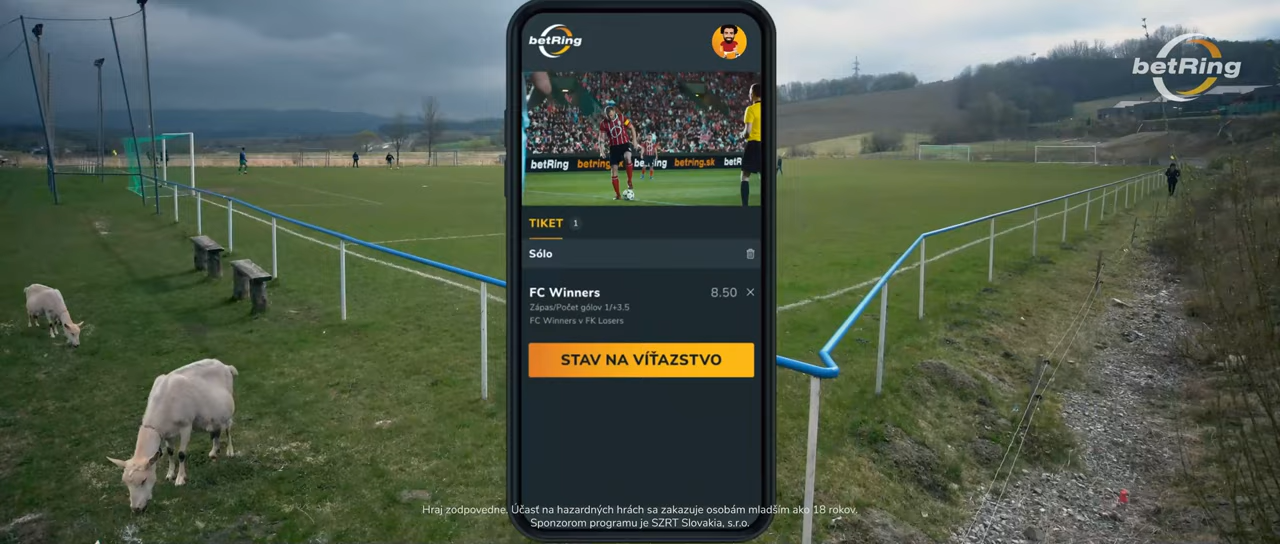 betRing
betRing
betRing betring.sk betRing betring.sk betR
TIKET 1
Sólo
FC Winners 8.50
Zápas/Počet gólov 1/+3.5
FC Winners v FK Losers
STAV NA VÍŤAZSTVO
Hraj zodpovedne. Účasť na hazardných hrách sa zakazuje osobám mladším ako 18 rokov.
Sponzorom programu je SZRT Slovakia, s.r.o.